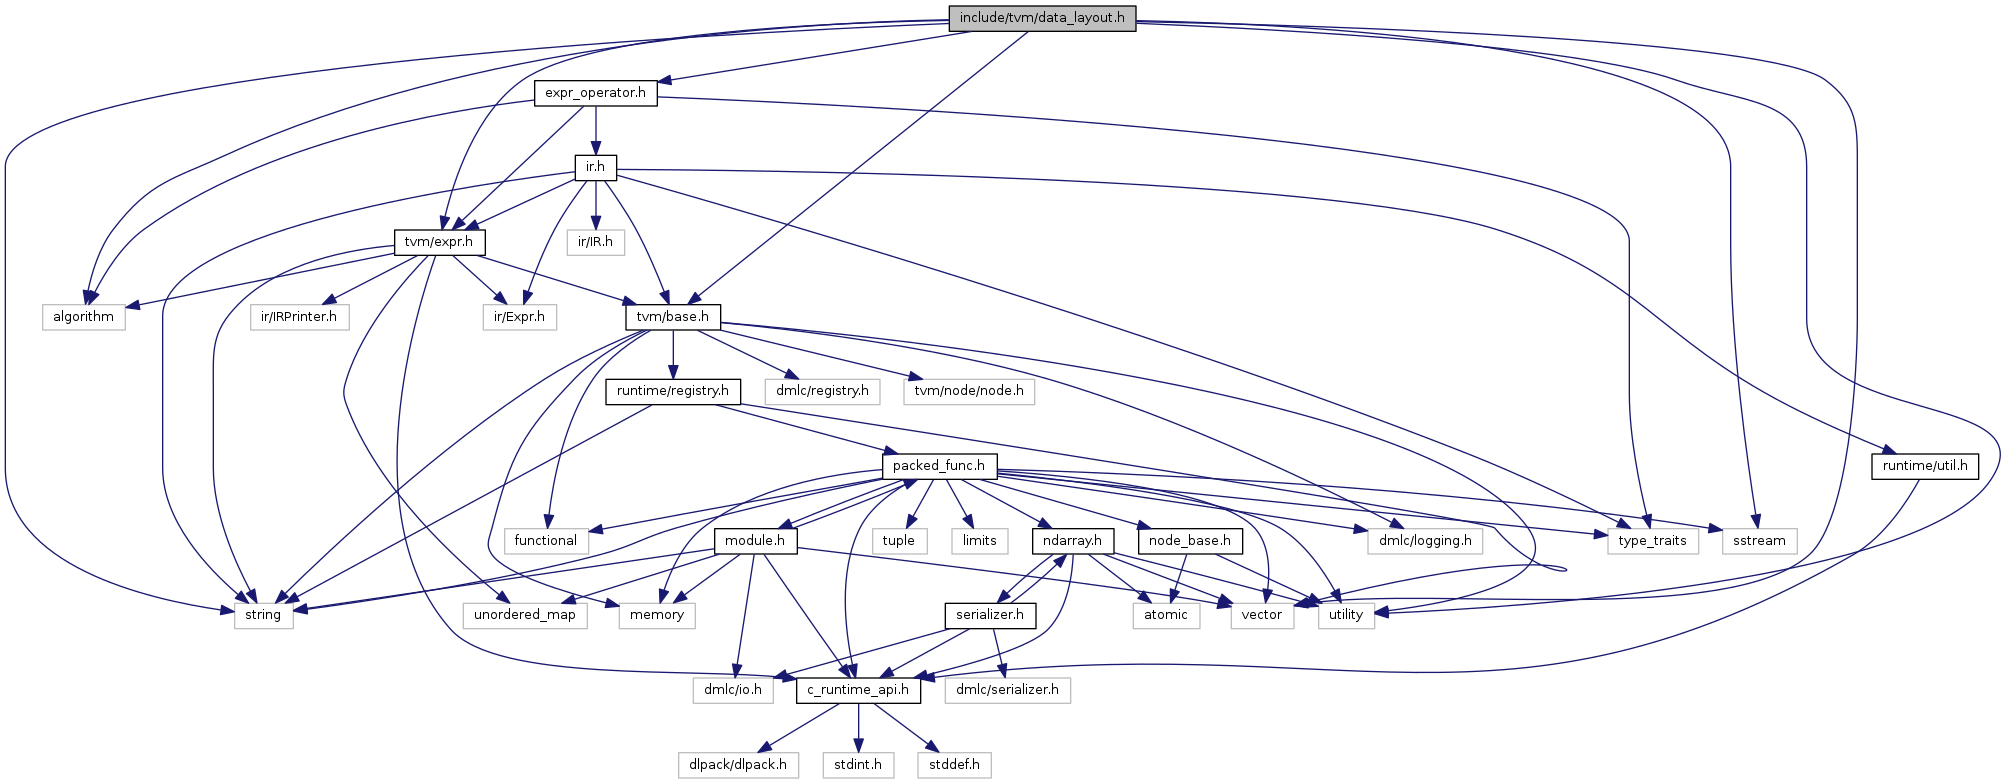 include/tvm/data_layout.h
expr_operator.h
ir.h
tvm/expr.h
ir/IR.h
algorithm
ir/IRPrinter.h
ir/Expr.h
tvm/base.h
runtime/registry.h
dmlc/registry.h
tvm/node/node.h
packed_func.h
runtime/util.h
functional
module.h
tuple
limits
ndarray.h
node_base.h
dmlc/logging.h
type_traits
sstream
string
unordered_map
memory
serializer.h
atomic
vector
utility
dmlc/io.h
c_runtime_api.h
dmlc/serializer.h
dlpack/dlpack.h
stdint.h
stddef.h